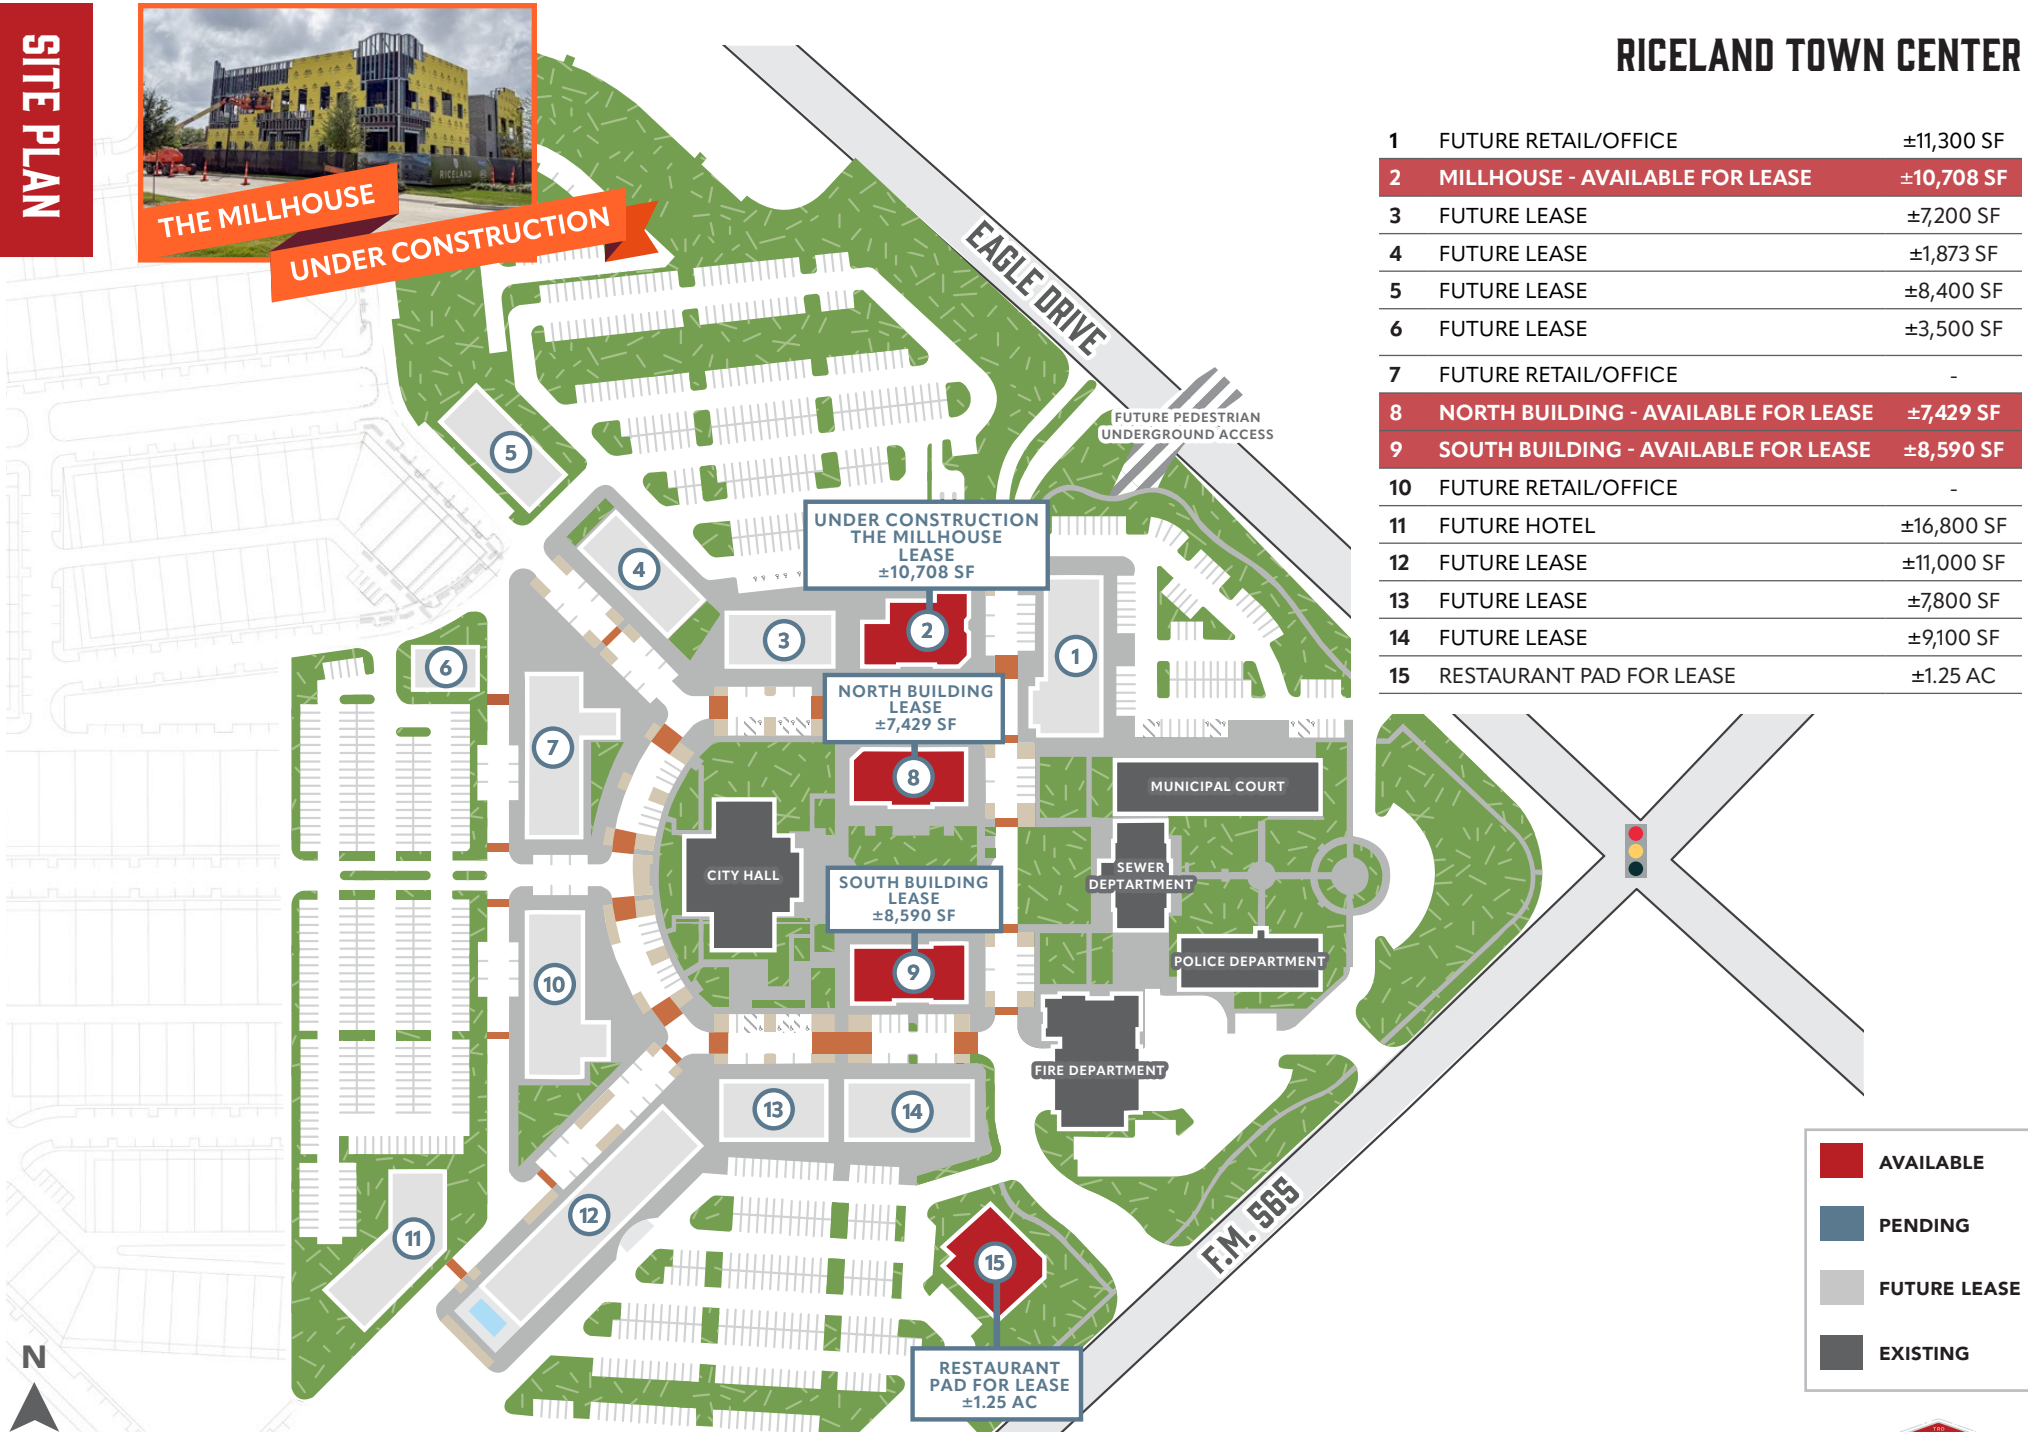 SITE PLAN
RICELAND
THE MILLHOUSE
UNDER CONSTRUCTION
RICELAND TOWN CENTER
1 FUTURE RETAIL/OFFICE ±11,300 SF
2 MILLHOUSE - AVAILABLE FOR LEASE ±10,708 SF
3 FUTURE LEASE ±7,200 SF
4 FUTURE LEASE ±1,873 SF
5 FUTURE LEASE ±8,400 SF
6 FUTURE LEASE ±3,500 SF
7 FUTURE RETAIL/OFFICE -
8 NORTH BUILDING - AVAILABLE FOR LEASE ±7,429 SF
9 SOUTH BUILDING - AVAILABLE FOR LEASE ±8,590 SF
10 FUTURE RETAIL/OFFICE -
11 FUTURE HOTEL ±16,800 SF
12 FUTURE LEASE ±11,000 SF
13 FUTURE LEASE ±7,800 SF
14 FUTURE LEASE ±9,100 SF
15 RESTAURANT PAD FOR LEASE ±1.25 AC
EAGLE DRIVE
FUTURE PEDESTRIAN
UNDERGROUND ACCESS
5
UNDER CONSTRUCTION
THE MILLHOUSE
LEASE
±10,708 SF
4
3
2
1
6
NORTH BUILDING
LEASE
±7,429 SF
7
8
MUNICIPAL COURT
CITY HALL
SEWER
DEPTARTMENT
SOUTH BUILDING
LEASE
±8,590 SF
POLICE DEPARTMENT
9
10
FIRE DEPARTMENT
13
14
12
11
15
F.M. 565
RESTAURANT
PAD FOR LEASE
±1.25 AC
N
AVAILABLE
PENDING
FUTURE LEASE
EXISTING
TRD